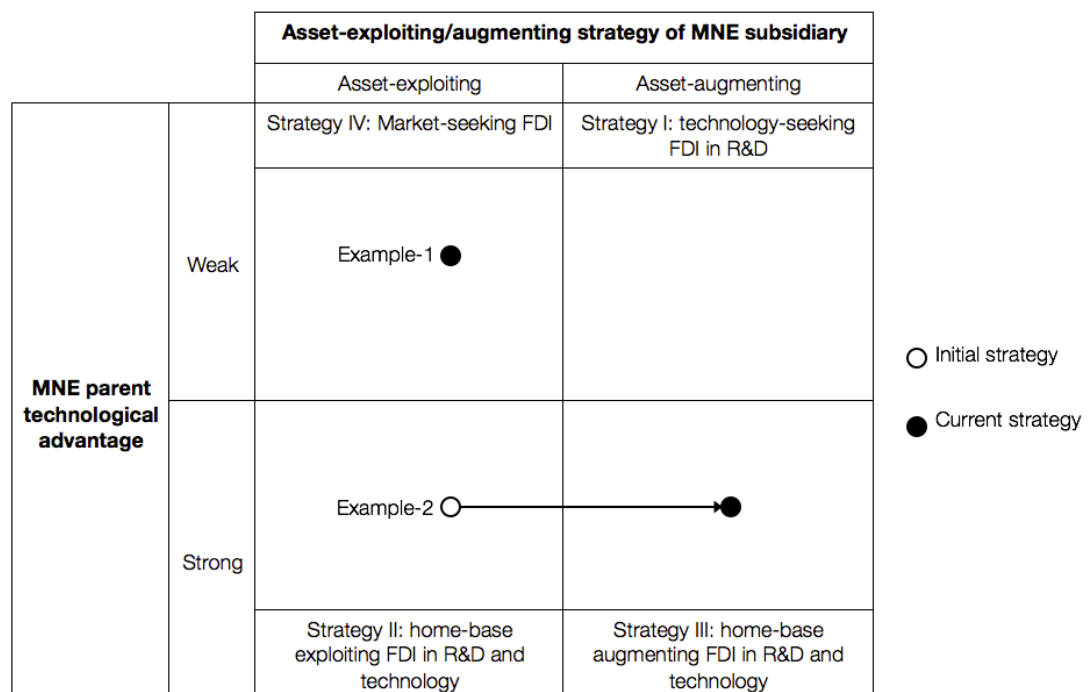 Asset-exploiting/augmenting strategy of MNE subsidiary
Asset-exploiting
Asset-augmenting
Strategy IV: Market-seeking FDI
Strategy I: technology-seeking
FDI in R&D
Weak
Example-1
MNE parent
technological
advantage
Initial strategy
Current strategy
Strong
Example-2
Strategy II: home-base
exploiting FDI in R&D and
technology
Strategy III: home-base
augmenting FDI in R&D and
technology